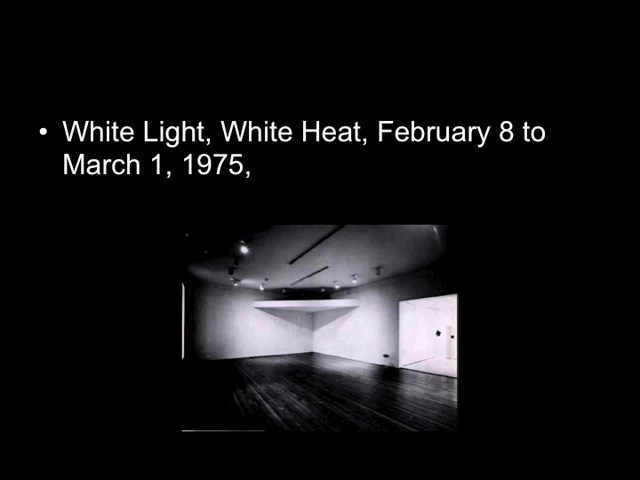 • White Light, White Heat, February 8 to
March 1, 1975,